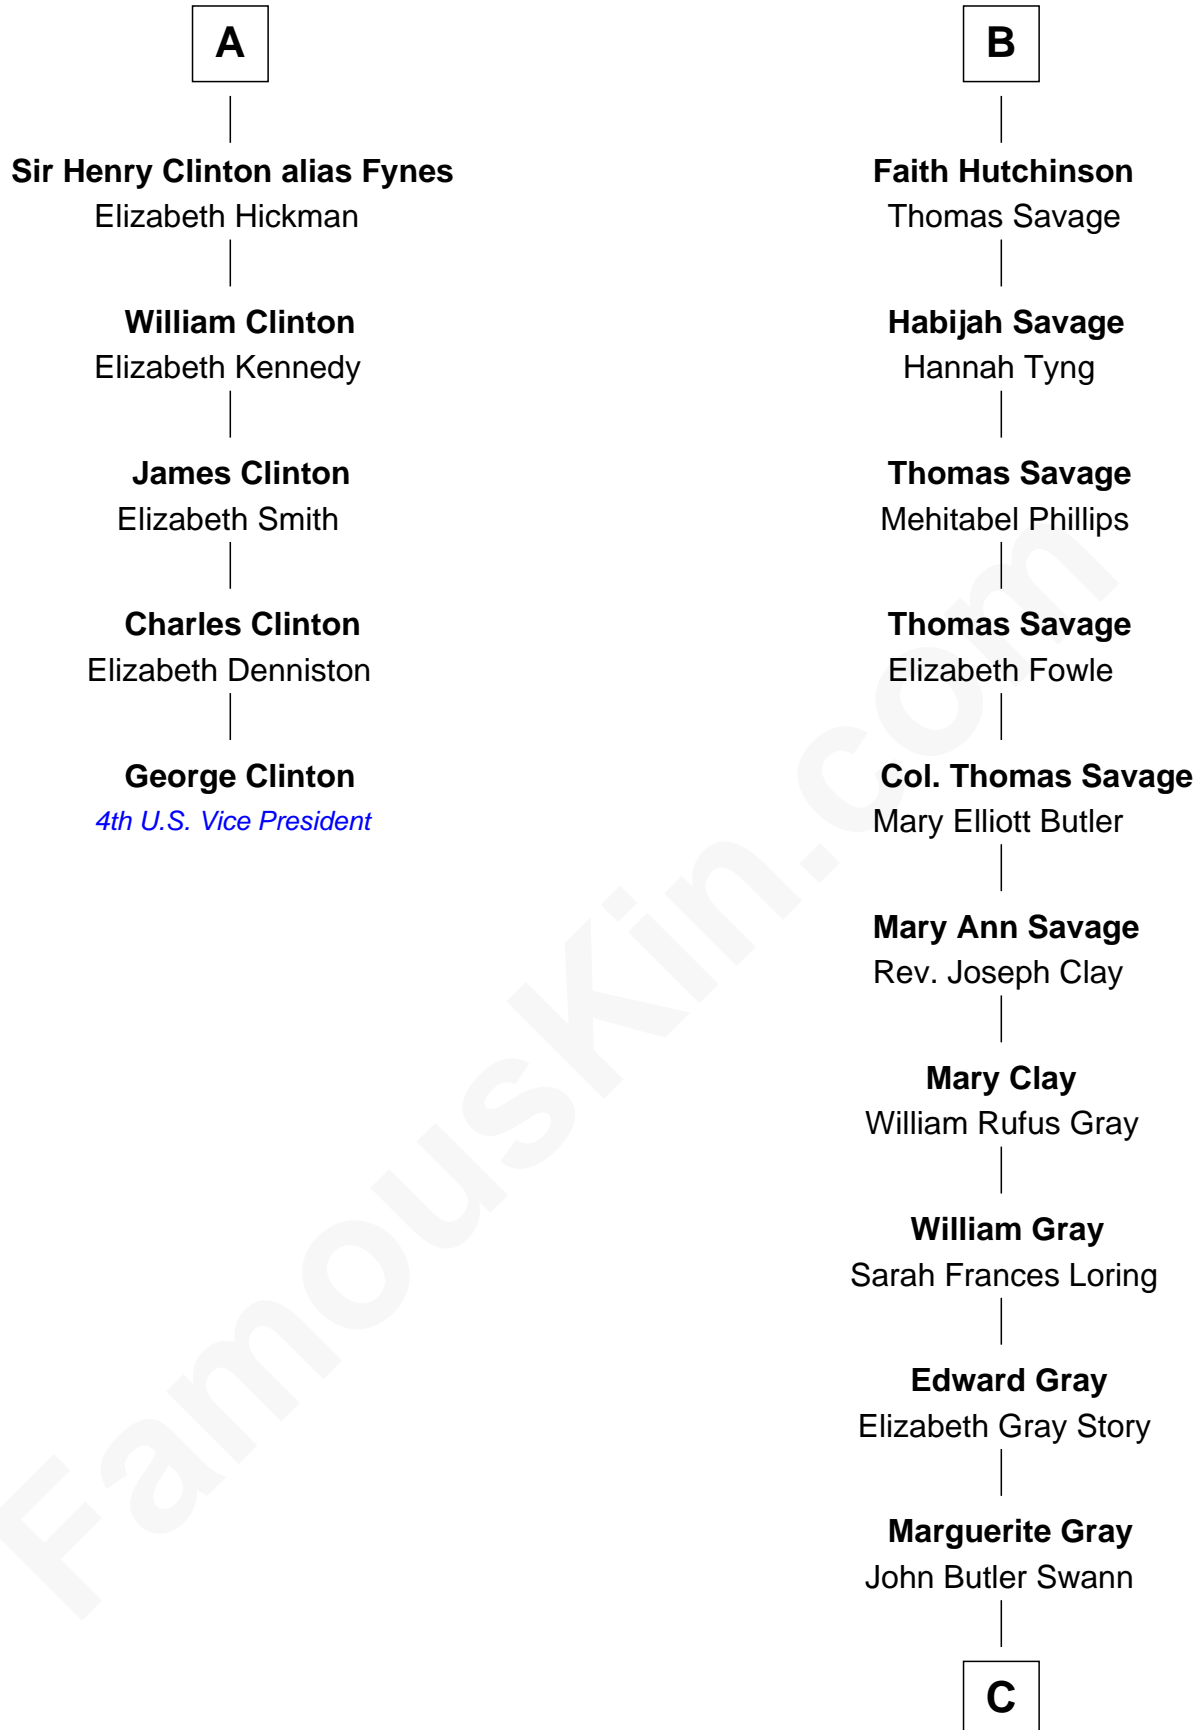 A
Sir Henry Clinton alias Fynes
Elizabeth Hickman
William Clinton
Elizabeth Kennedy
James Clinton
Elizabeth Smith
Charles Clinton
Elizabeth Denniston
George Clinton
4th U.S. Vice President
B
Faith Hutchinson
Thomas Savage
Habijah Savage
Hannah Tyng
Thomas Savage
Mehitabel Phillips
Thomas Savage
Elizabeth Fowle
Col. Thomas Savage
Mary Elliott Butler
Mary Ann Savage
Rev. Joseph Clay
Mary Clay
William Rufus Gray
William Gray
Sarah Frances Loring
Edward Gray
Elizabeth Gray Story
Marguerite Gray
John Butler Swann
C
FamousKin.com